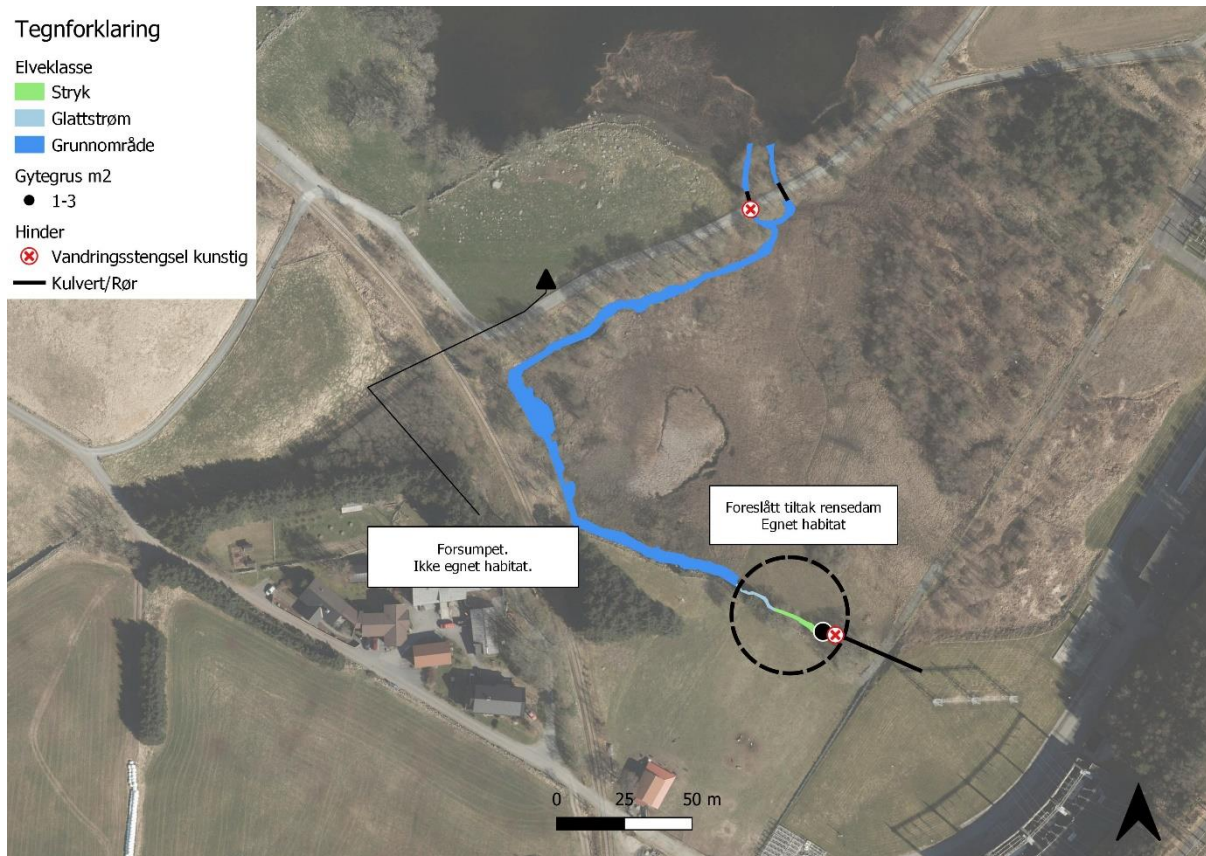 Tegnforklaring
Elveklasse
Stryk
Glattstrøm
Grunnområde
Gytegrus m2
1-3
Hinder
Vandringsstengsel kunstig
Kulvert/Rør
Foreslått tiltak rensedam
Egnet habitat
Forsumpet.
Ikke egnet habitat.
0 25 50 m